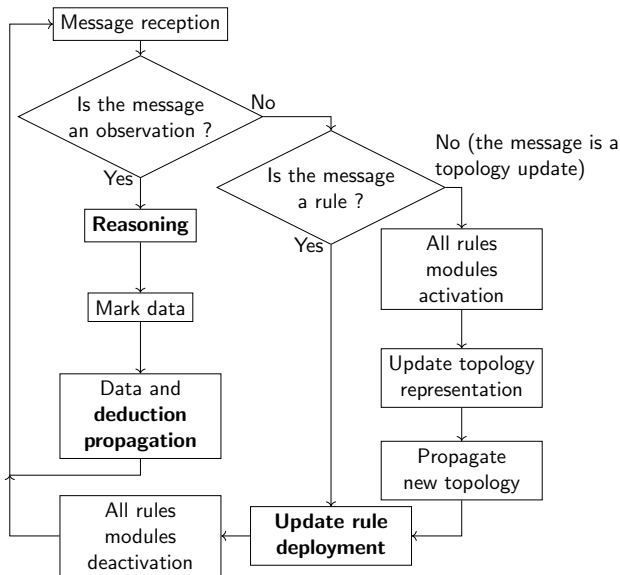 Message reception
Is the message
an observation ?
No
Yes
Is the message
a rule ?
No (the message is a
topology update)
Yes
Reasoning
Mark data
Data and
deduction
propagation
All rules
modules
activation
Update topology
representation
Propagate
new topology
Update rule
deployment
All rules
modules
deactivation